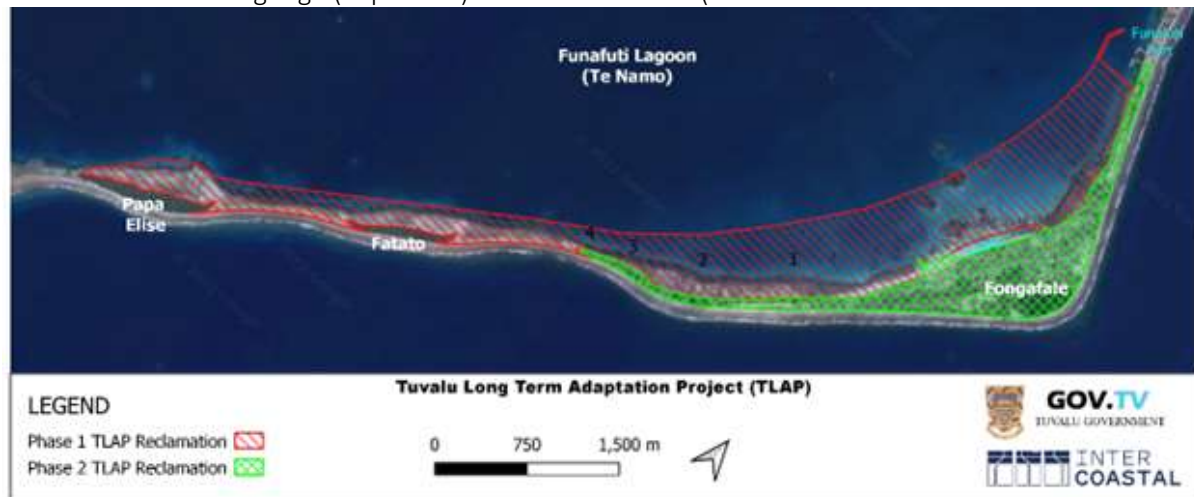 Funafuti Lagoon
(Te Namo)
Papa
Elise
Fatato
4
3
2
1
Fongafale
Tuvalu Long Term Adaptation Project (TLAP)
LEGEND
Phase 1 TLAP Reclamation
Phase 2 TLAP Reclamation
0 750 1,500 m
GOV.TV
TUVALU GOVERNMENT
INTER
COASTAL